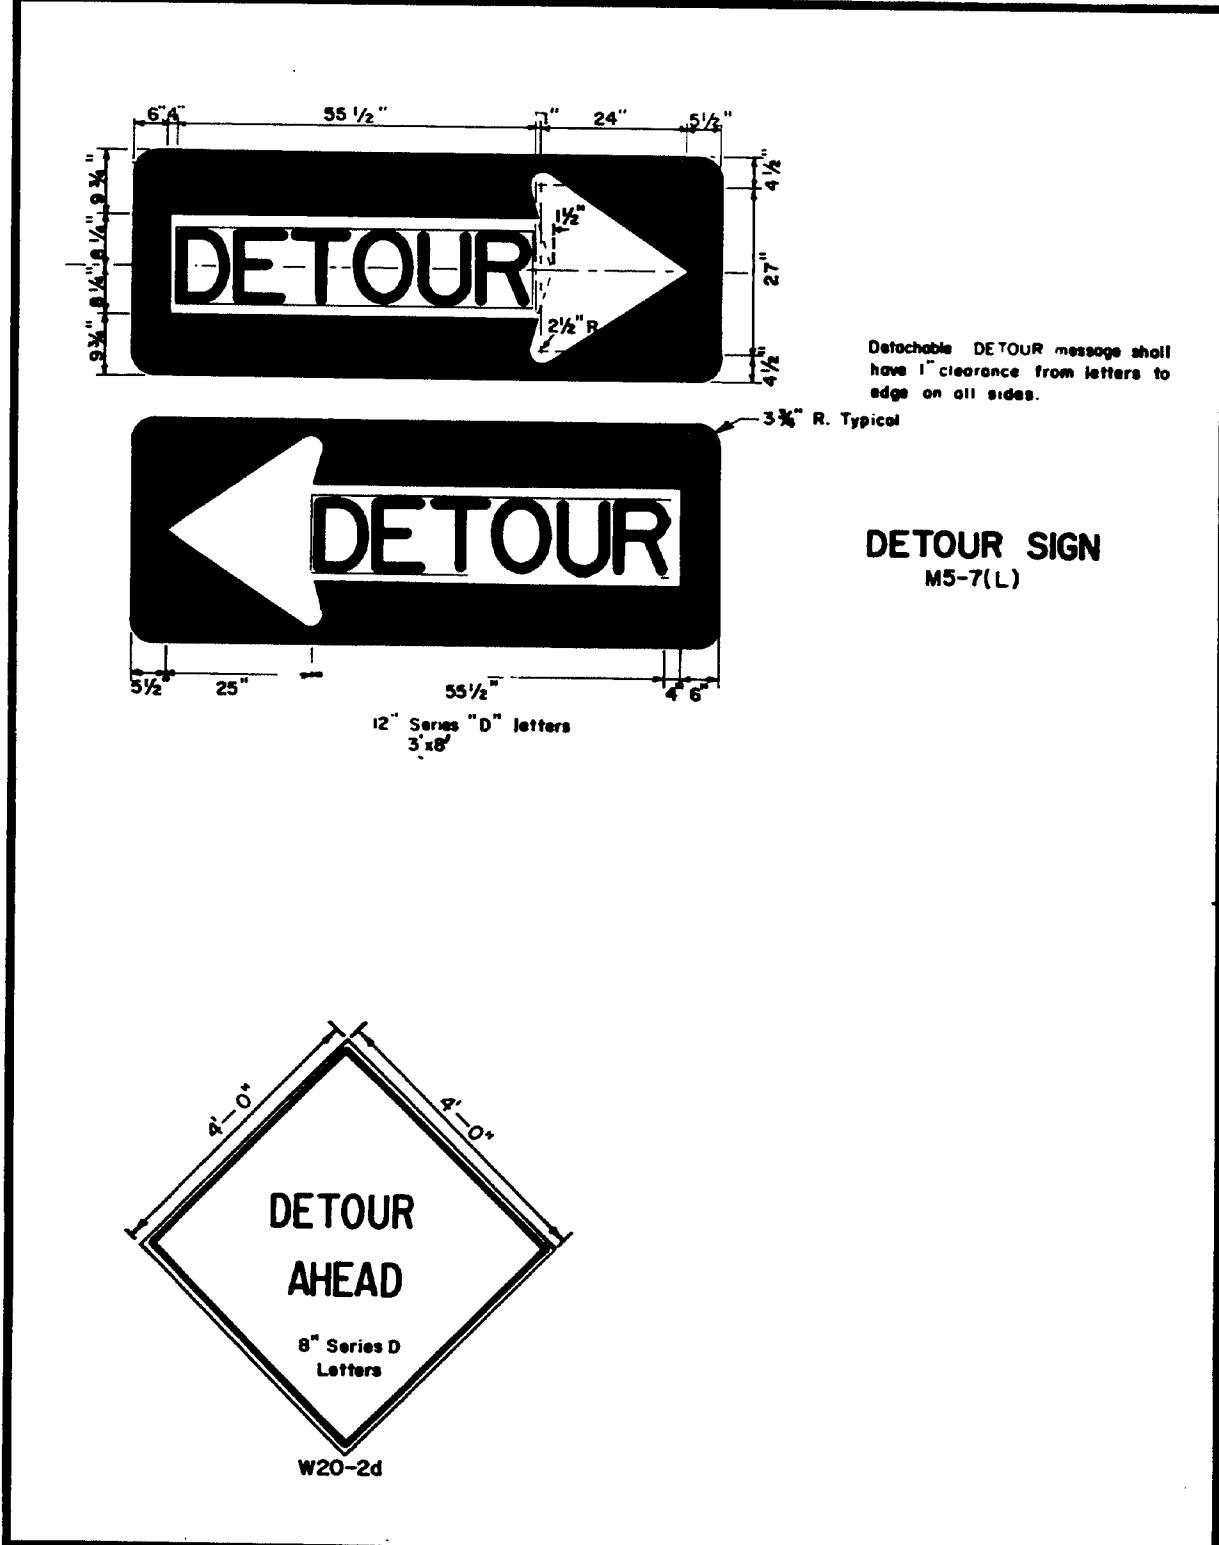 6" 4" 55 1/2" 1" 24" 5 1/2"
9 3/4" 8 1/4" 8 1/4" 9 3/4"
DETOUR
1 1/2"
2 1/2" R
4 1/2" 27" 4 1/2"
Detachable DETOUR message shall
have 1" clearance from letters to
edge on all sides.
R. Typical
DETOUR
DETOUR SIGN
M5-7(L)
5 1/2" 25" 55 1/2" 4" 6"
12" Series "D" letters
3'x8'
4'-0" 4'-0"
DETOUR
AHEAD
8" Series D
Letters
W20-2d